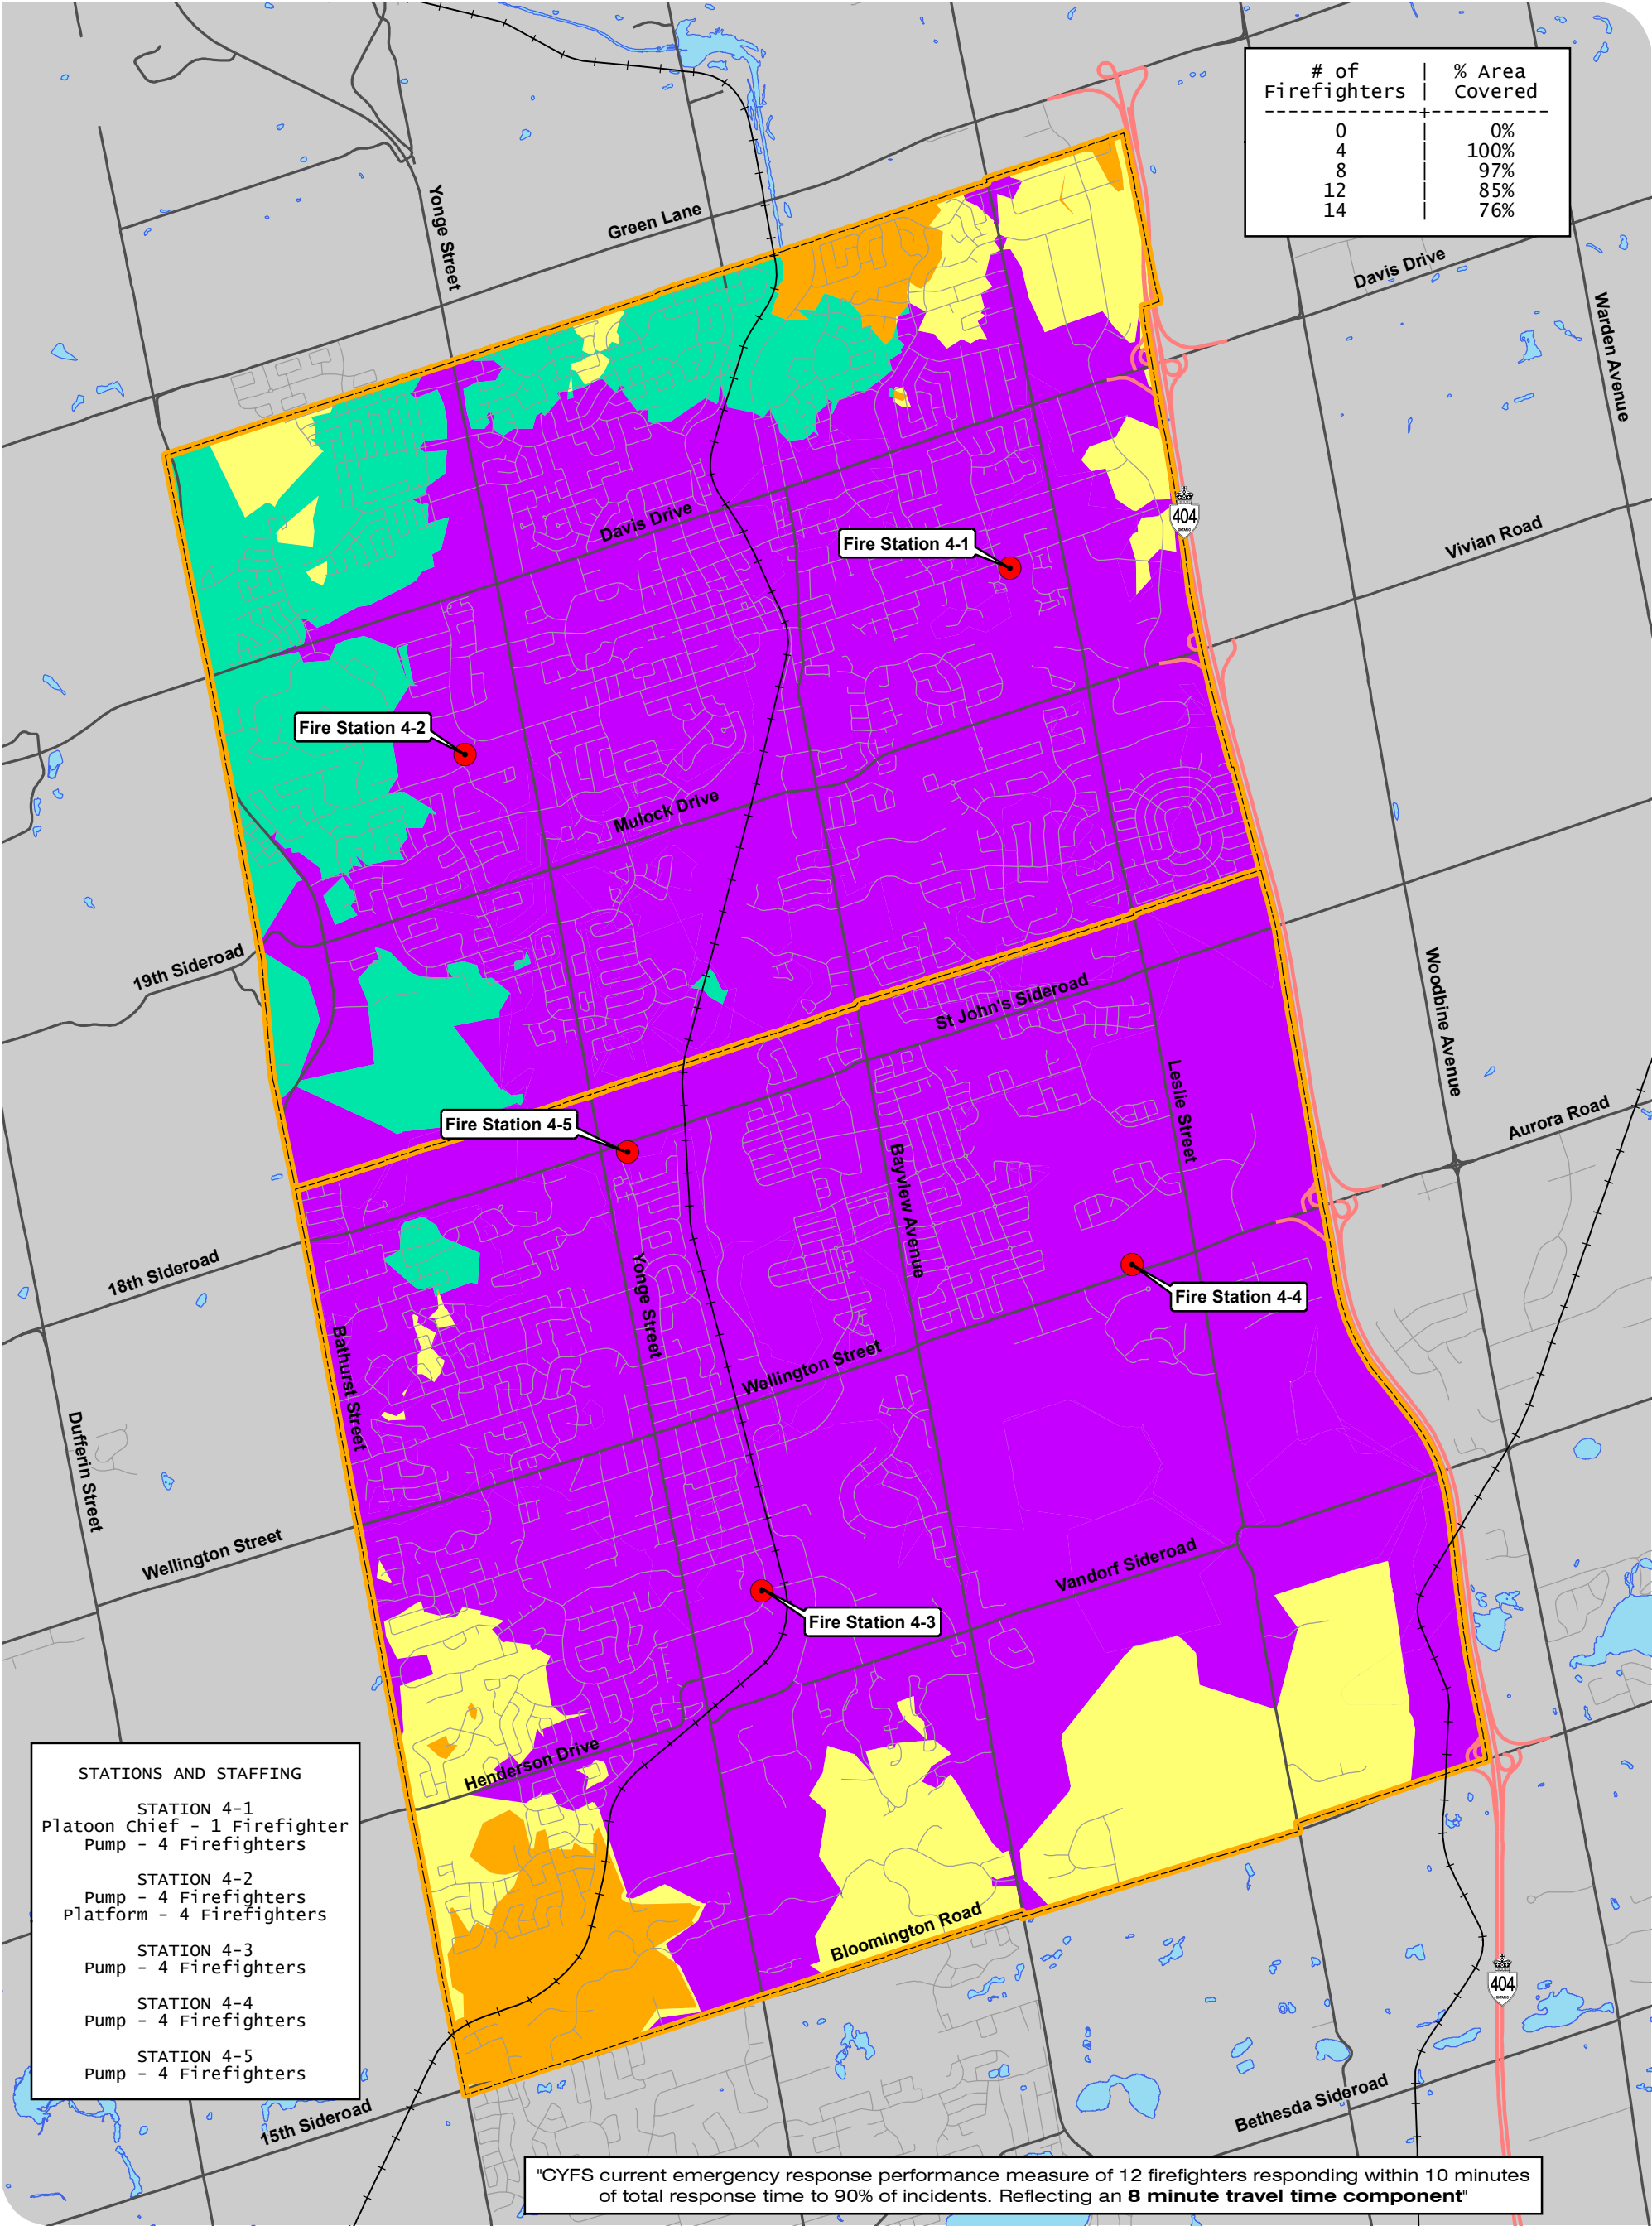 # of | % Area
Firefighters | Covered
------------+----------
0 | 0%
4 | 100%
8 | 97%
12 | 85%
14 | 76%
Yonge Street
Green Lane
Davis Drive
Warden Avenue
Davis Drive
Fire Station 4-1
404
ONTARIO
Vivian Road
Fire Station 4-2
Mulock Drive
19th Sideroad
St John's Sideroad
Woodbine Avenue
Leslie Street
Aurora Road
Fire Station 4-5
Bayview Avenue
18th Sideroad
Yonge Street
Fire Station 4-4
Bathurst Street
Wellington Street
Dufferin Street
Wellington Street
Vandorf Sideroad
Fire Station 4-3
Henderson Drive
Bloomington Road
404
ONTARIO
STATIONS AND STAFFING
STATION 4-1
Platoon Chief - 1 Firefighter
Pump - 4 Firefighters
STATION 4-2
Pump - 4 Firefighters
Platform - 4 Firefighters
STATION 4-3
Pump - 4 Firefighters
STATION 4-4
Pump - 4 Firefighters
STATION 4-5
Pump - 4 Firefighters
15th Sideroad
Bethesda Sideroad
"CYFS current emergency response performance measure of 12 firefighters responding within 10 minutes
of total response time to 90% of incidents. Reflecting an 8 minute travel time component"